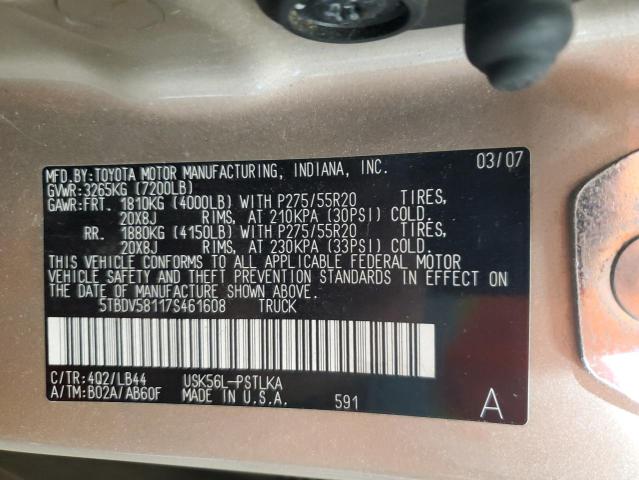 MFD.BY:TOYOTA MOTOR MANUFACTURING, INDIANA, INC. 03/07
GVWR:3265KG (7200LB)
GAWR:FRT. 1810KG (4000LB) WITH P275/55R20 TIRES,
20X8J RIMS, AT 210KPA (30PSI) COLD.
RR. 1880KG (4150LB) WITH P275/55R20 TIRES,
20X8J RIMS, AT 230KPA (33PSI) COLD.
THIS VEHICLE CONFORMS TO ALL APPLICABLE FEDERAL MOTOR
VEHICLE SAFETY AND THEFT PREVENTION STANDARDS IN EFFECT ON
THE DATE OF MANUFACTURE SHOWN ABOVE.
5TBDV58117S461608 TRUCK
C/TR:4Q2/LB44 USK56L-PSTLKA
A/TM:B02A/AB60F MADE IN U.S.A. 591 A